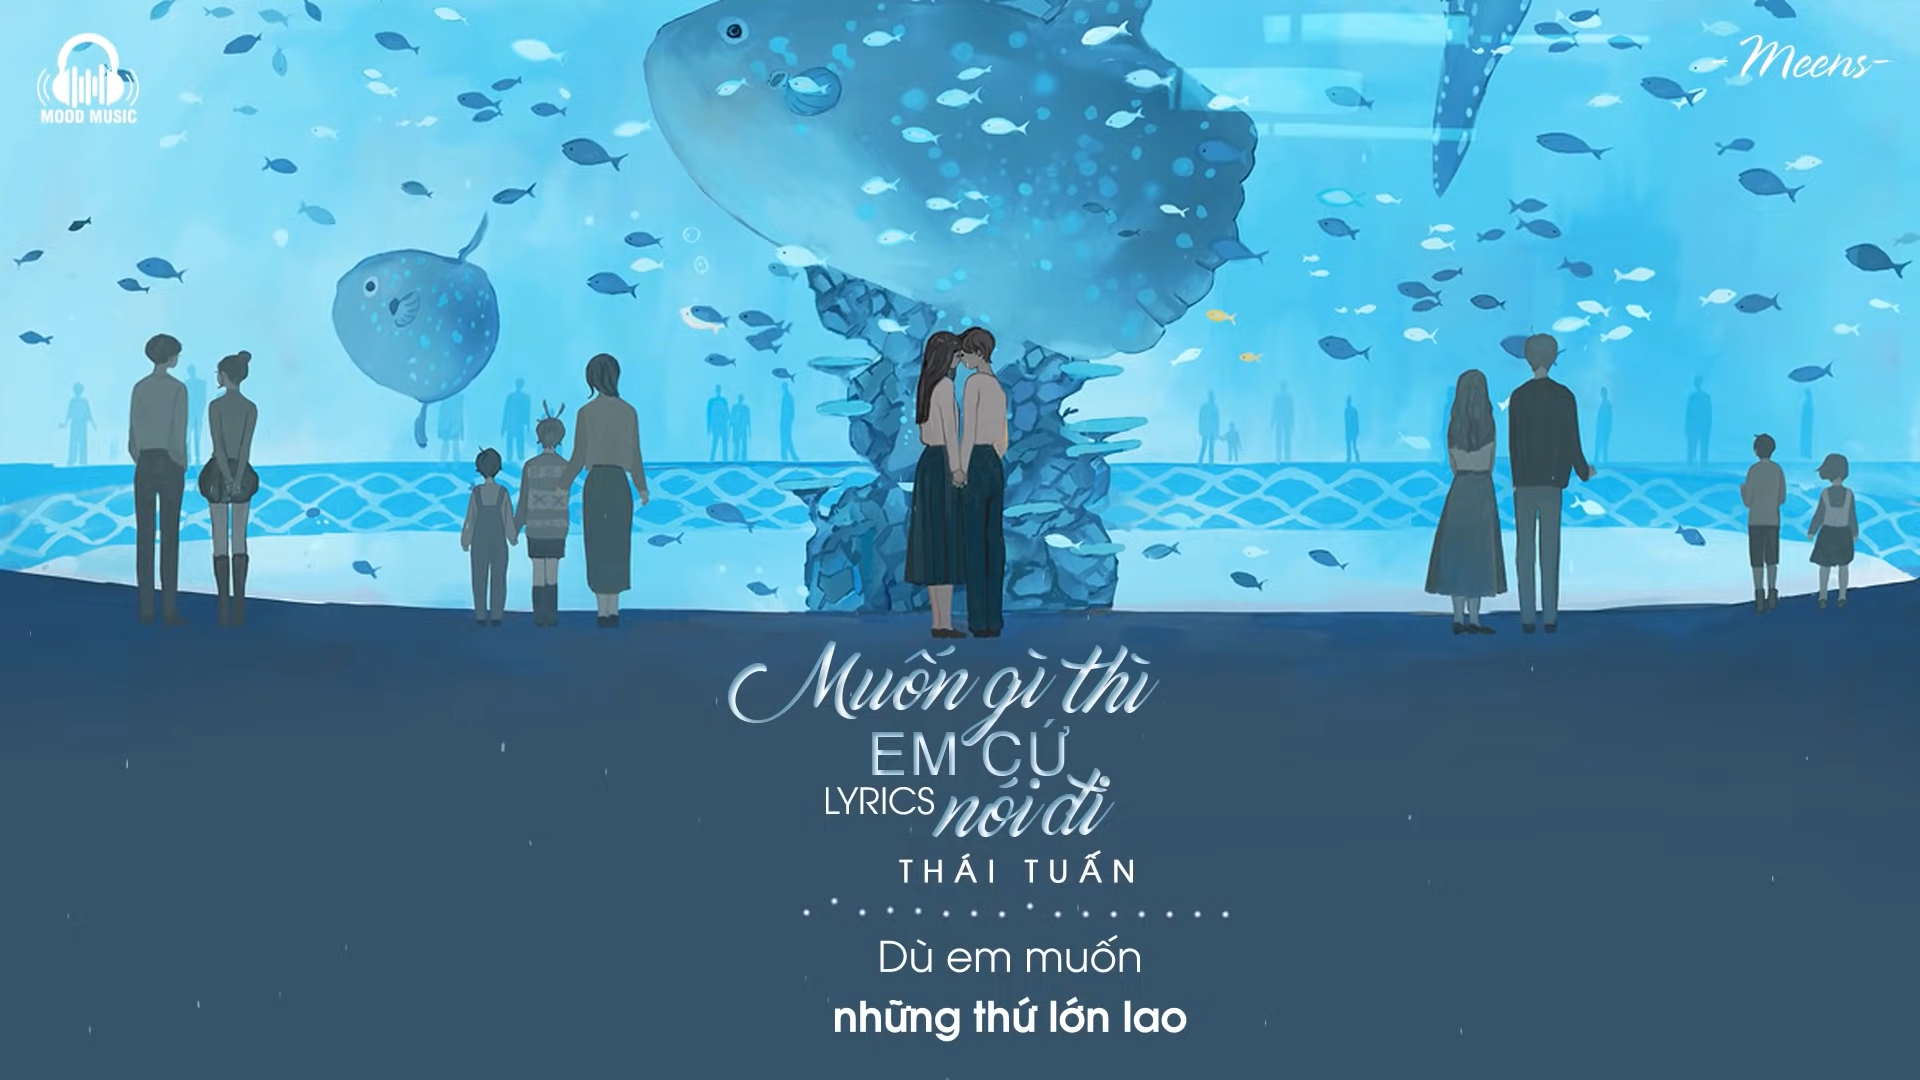 MOOD MUSIC
-Meens-
Muốn gì thì
EM CỨ
LYRICS nói đi
THÁI TUẤN
Dù em muốn
những thứ lớn lao